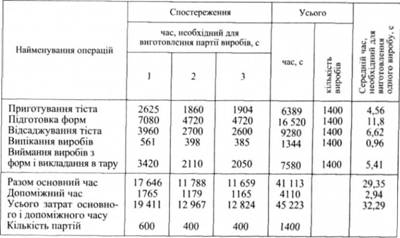 Найменування операцій
Спостереження
Усього
Середній час, необхідний для виготовлення одного виробу, с
час, необхідний для виготовлення партії виробів, с
час, с
кількість виробів
1 2 3
Приготування тіста 2625 1860 1904 6389 1400 4,56
Підготовка форм 7080 4720 4720 16 520 1400 11,8
Відсаджування тіста 3960 2700 2600 9280 1400 6,62
Випікання виробів 561 398 385 1344 1400 0,96
Виймання виробів з
форм і викладання в тару 3420 2110 2050 7580 1400 5,41
Разом основний час 17 646 11 788 11 659 41 113 29,35
Допоміжний час 1765 1179 1165 4110 2,94
Усього затрат основно-
го і допоміжного часу 19 411 12 967 12 824 45 223 32,29
Кількість партій 600 400 400 1400